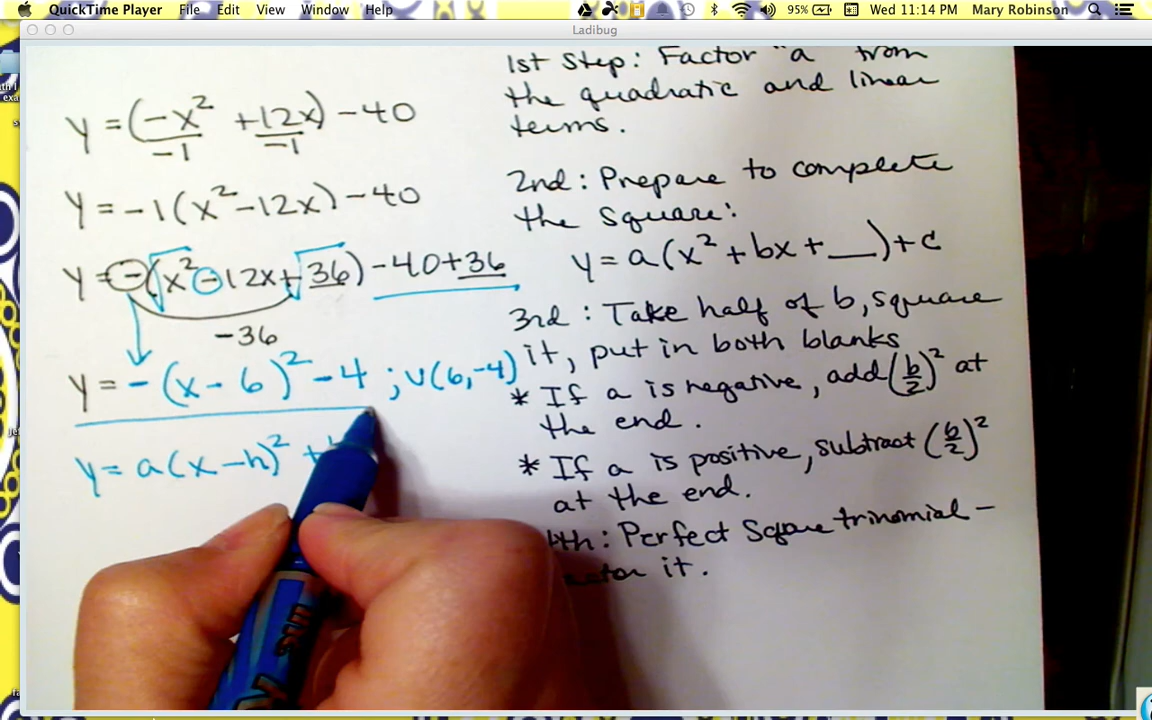 QuickTime Player File Edit View Window Help 95% Wed 11:14 PM Mary Robinson
Ladibug
y = (-x² + 12x) - 40
-1 -1
y = -1(x² - 12x) - 40
y = -(x² - 12x + 36) - 40 + 36
-36
y = -(x - 6)² - 4 ; V(6, -4)
y = a(x - h)² +
1st Step: Factor "a" from
the quadratic and linear
terms.
2nd: Prepare to complete
the square:
y = a(x² + bx + __) + c
3rd: Take half of b, square
it, put in both blanks
* If a is negative, add (b/2)² at
the end.
* If a is positive, subtract (b/2)²
at the end.
4th: Perfect Square trinomial -
it.